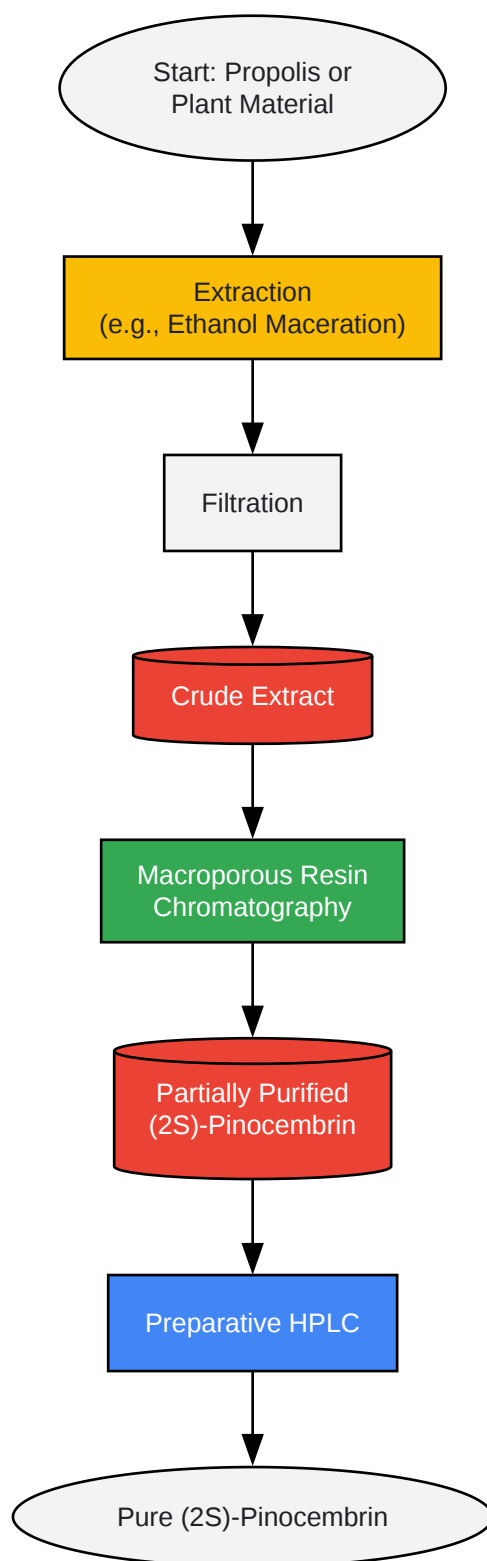 Start: Propolis or
Plant Material
Extraction
(e.g., Ethanol Maceration)
Filtration
Crude Extract
Macroporous Resin
Chromatography
Partially Purified
(2S)-Pinocembrin
Preparative HPLC
Pure (2S)-Pinocembrin